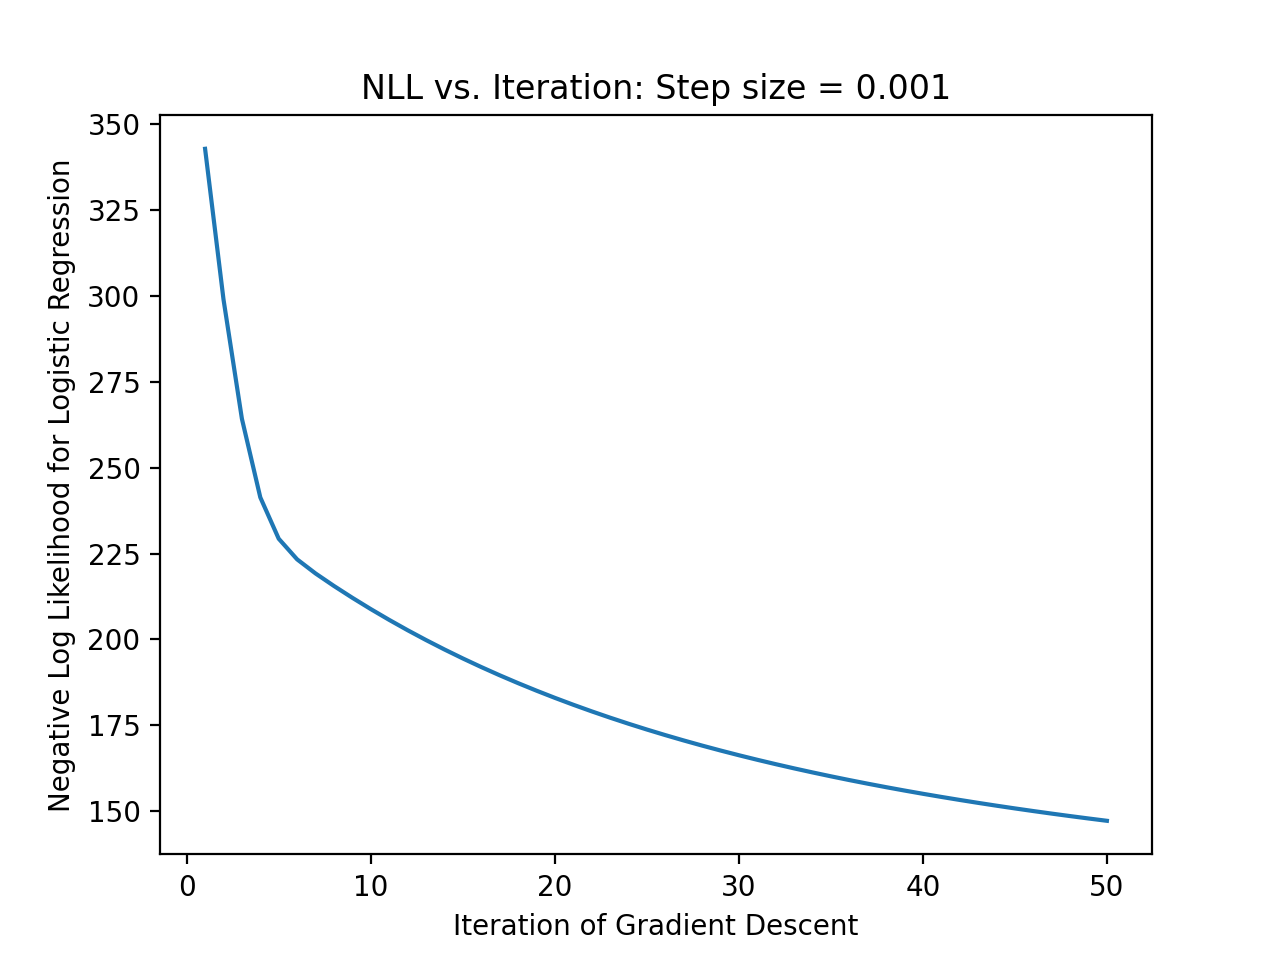 NLL vs. Iteration: Step size = 0.001
Negative Log Likelihood for Logistic Regression
350
325
300
275
250
225
200
175
150
0 10 20 30 40 50
Iteration of Gradient Descent